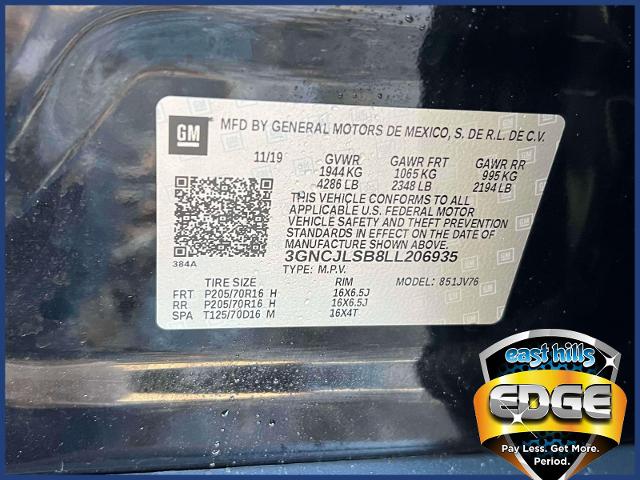 GM
MFD BY GENERAL MOTORS DE MEXICO, S. DE R.L. DE C.V.
11/19 GVWR GAWR FRT GAWR RR
1944 KG 1065 KG 995 KG
4286 LB 2348 LB 2194 LB
THIS VEHICLE CONFORMS TO ALL
APPLICABLE U.S. FEDERAL MOTOR
VEHICLE SAFETY AND THEFT PREVENTION
STANDARDS IN EFFECT ON THE DATE OF
MANUFACTURE SHOWN ABOVE.
384A
3GNCJLSB8LL206935
TYPE: M.P.V. MODEL: 851JV76
TIRE SIZE RIM
FRT P205/70R16 H 16X6.5J
RR P205/70R16 H 16X6.5J
SPA T125/70D16 M 16X4T
east hills
EDGE
Pay Less. Get More.
Period.